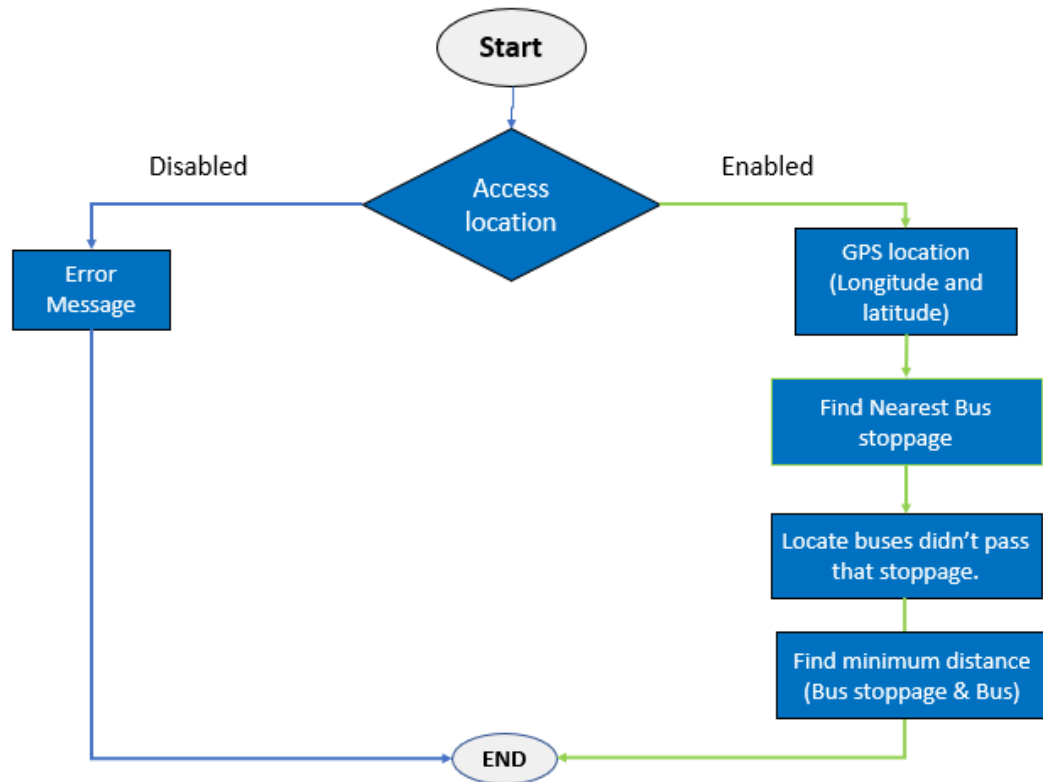 Start
Disabled
Enabled
Access
location
Error
Message
GPS location
(Longitude and
latitude)
Find Nearest Bus
stoppage
Locate buses didn’t pass
that stoppage.
Find minimum distance
(Bus stoppage & Bus)
END